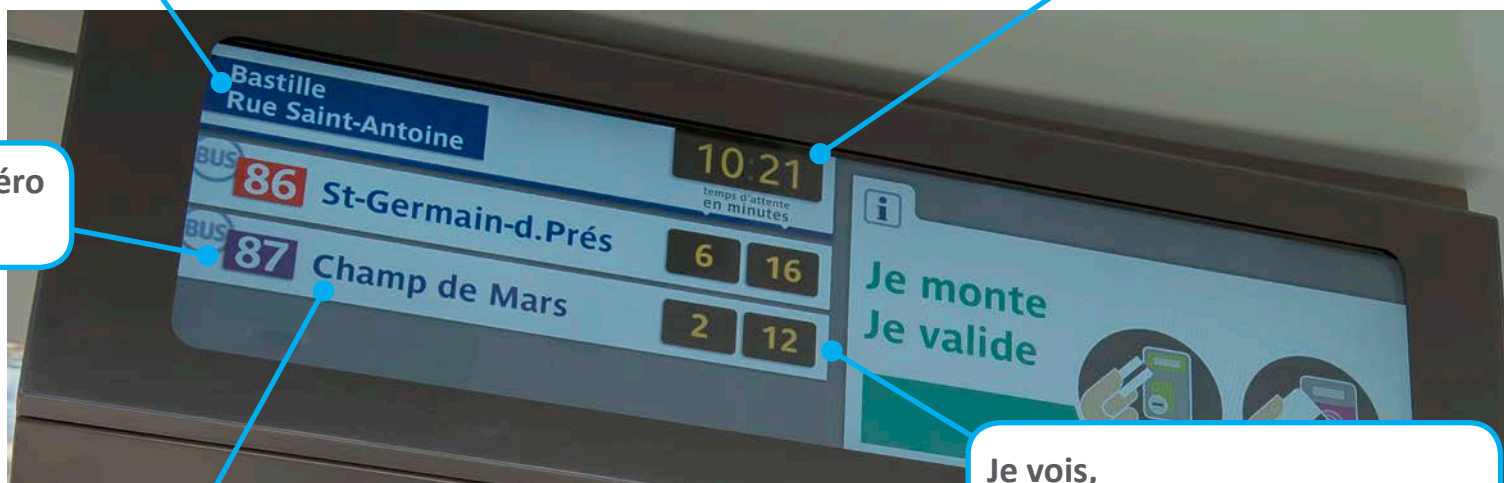 Bastille
Rue Saint-Antoine
10:21
temps d'attente
en minutes
BUS 86 St-Germain-d.Prés 6 16
BUS 87 Champ de Mars 2 12
éro
i
Je monte
Je valide
Je vois,